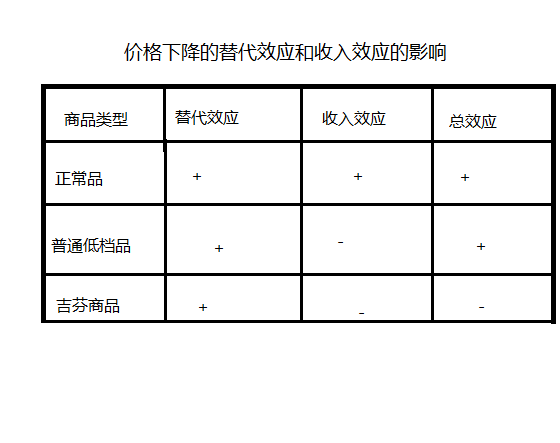 价格下降的替代效应和收入效应的影响
商品类型 替代效应 收入效应 总效应
正常品 + + +
普通低档品 + - +
吉芬商品 + - -